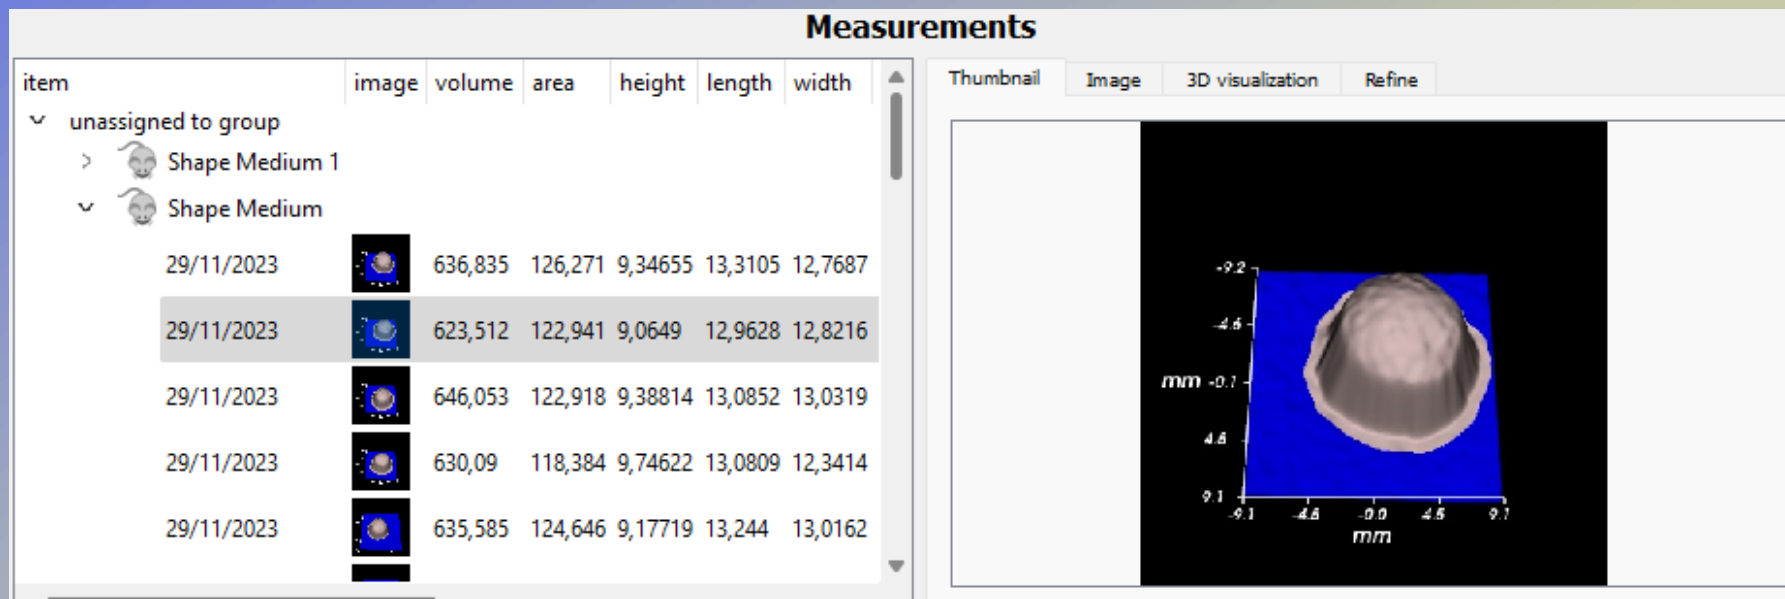 Measurements
item image volume area height length width
unassigned to group
Shape Medium 1
Shape Medium
29/11/2023 636,835 126,271 9,34655 13,3105 12,7687
29/11/2023 623,512 122,941 9,0649 12,9628 12,8216
29/11/2023 646,053 122,918 9,38814 13,0852 13,0319
29/11/2023 630,09 118,384 9,74622 13,0809 12,3414
29/11/2023 635,585 124,646 9,17719 13,244 13,0162
Thumbnail Image 3D visualization Refine
-9.2
-4.6
mm -0.1
4.6
9.1
-9.1 -4.6 -0.0 4.6 9.1
mm